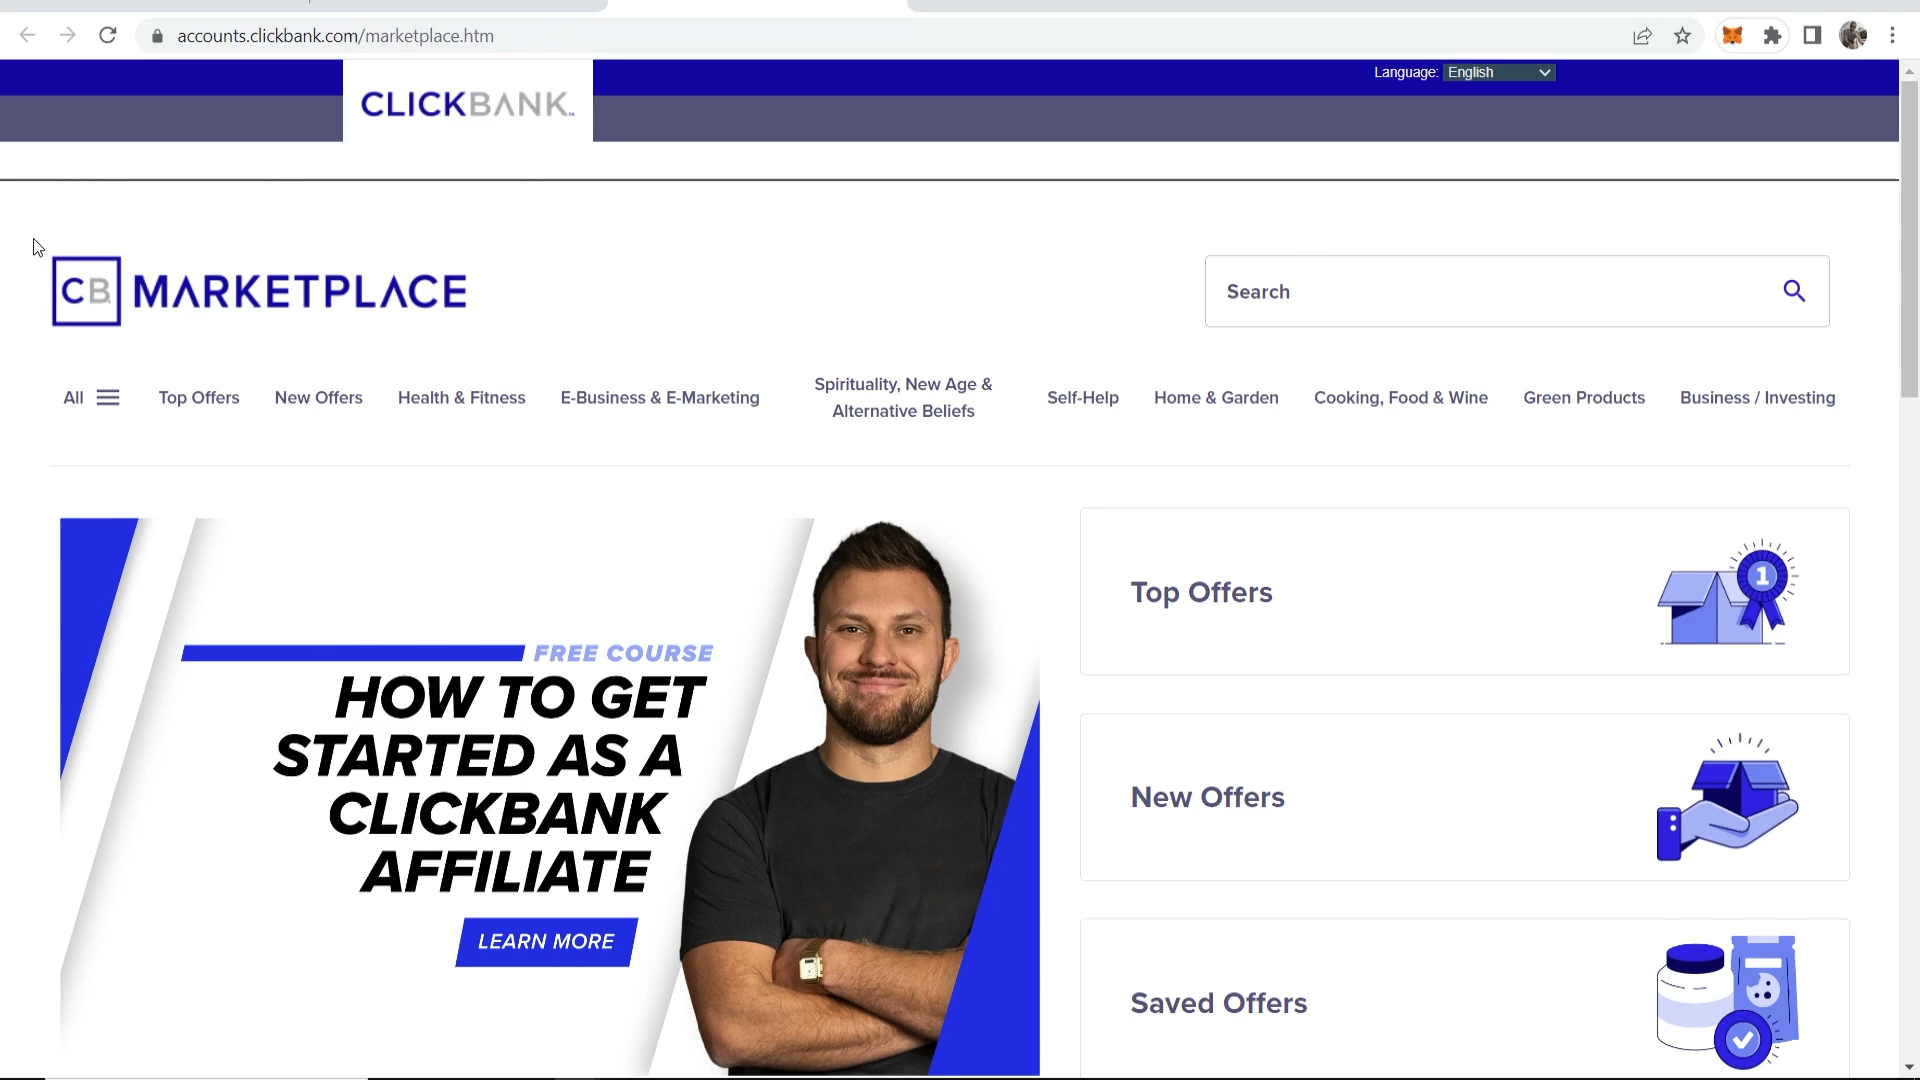 accounts.clickbank.com/marketplace.htm
Language: English
CLICKBANK™
CB MARKETPLACE
Search
All
Top Offers
New Offers
Health & Fitness
E-Business & E-Marketing
Spirituality, New Age &
Alternative Beliefs
Self-Help
Home & Garden
Cooking, Food & Wine
Green Products
Business / Investing
FREE COURSE
HOW TO GET
STARTED AS A
CLICKBANK
AFFILIATE
LEARN MORE
Top Offers
1
New Offers
Saved Offers